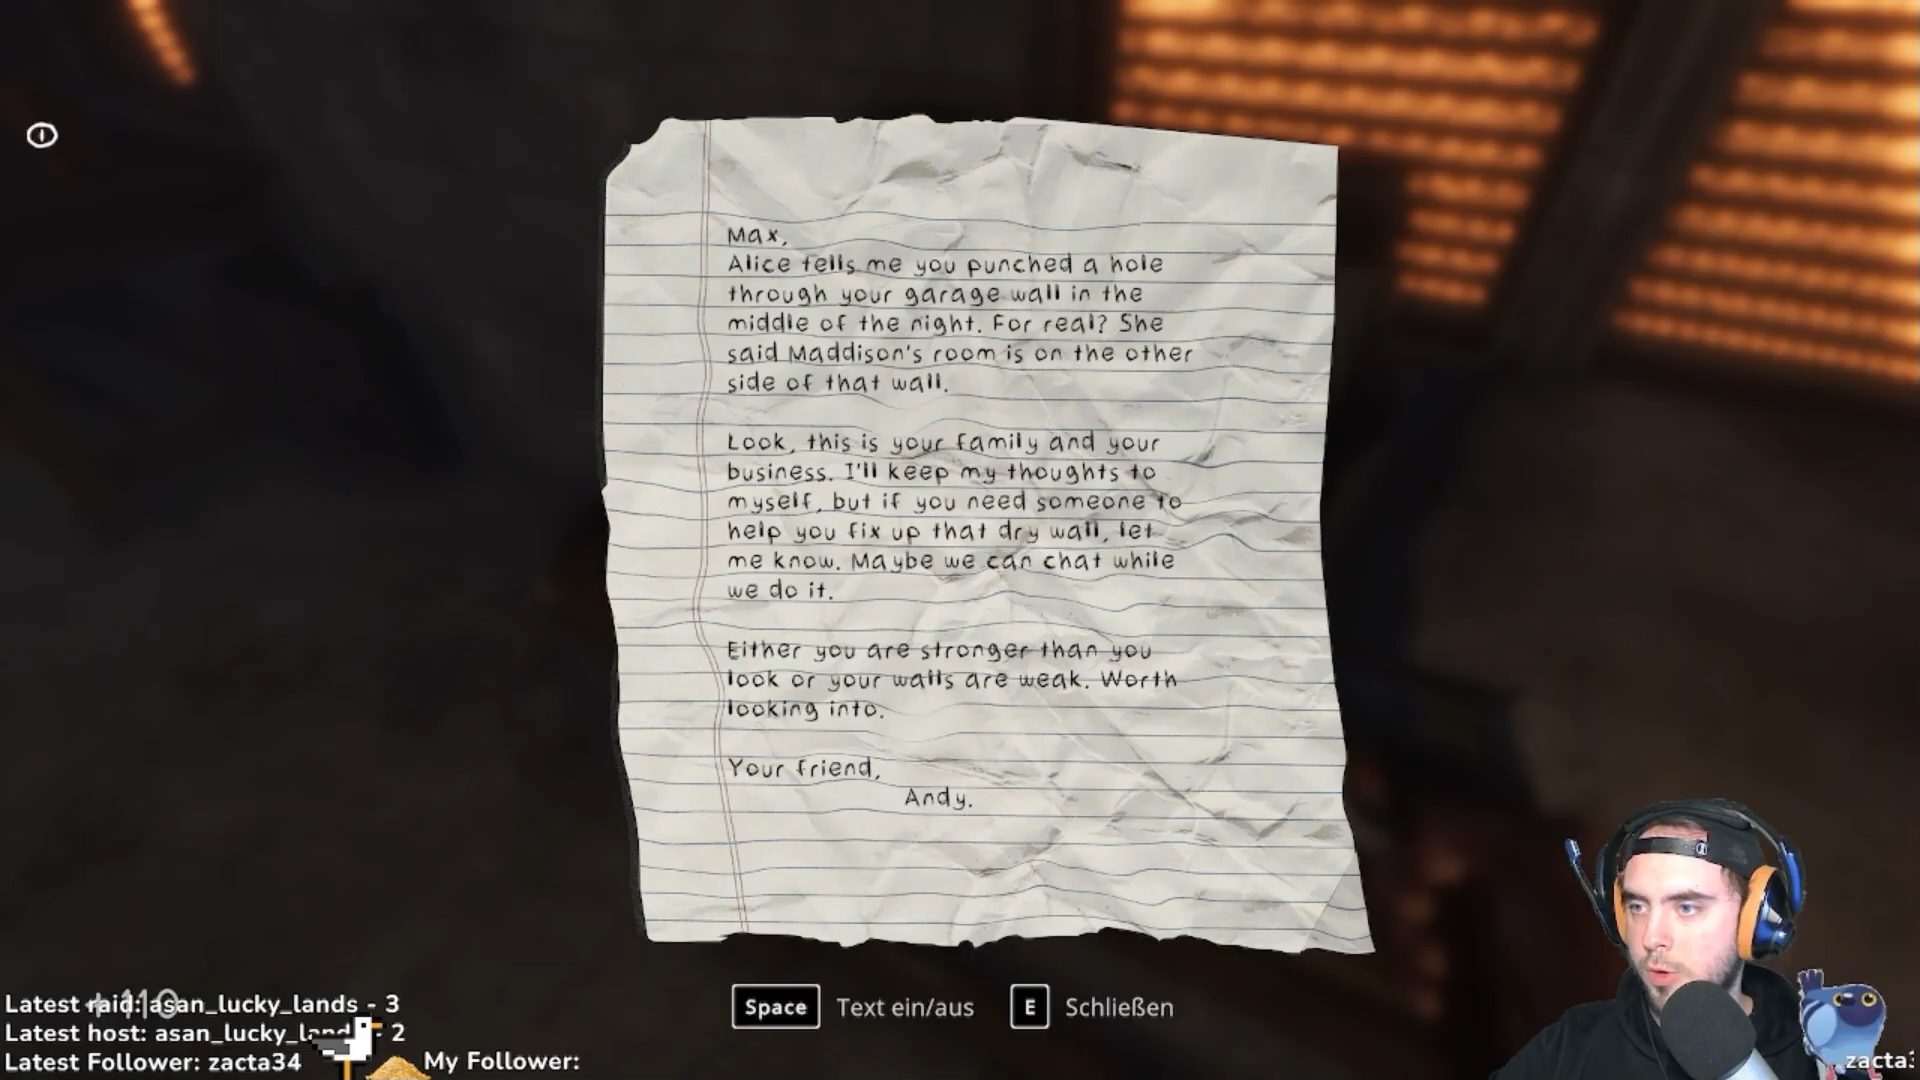 Max,
Alice tells me you punched a hole
through your garage wall in the
middle of the night. For real? She
said Maddison's room is on the other
side of that wall.
Look, this is your family and your
business. I'll keep my thoughts to
myself, but if you need someone to
help you fix up that dry wall, let
me know. Maybe we can chat while
we do it.
Either you are stronger than you
look or your walls are weak. Worth
looking into.
Your friend,
Andy.
Space Text ein/aus E Schließen
+110
Latest raid: asan_lucky_lands - 3
Latest host: asan_lucky_lands - 2
Latest Follower: zacta34
My Follower:
zacta3